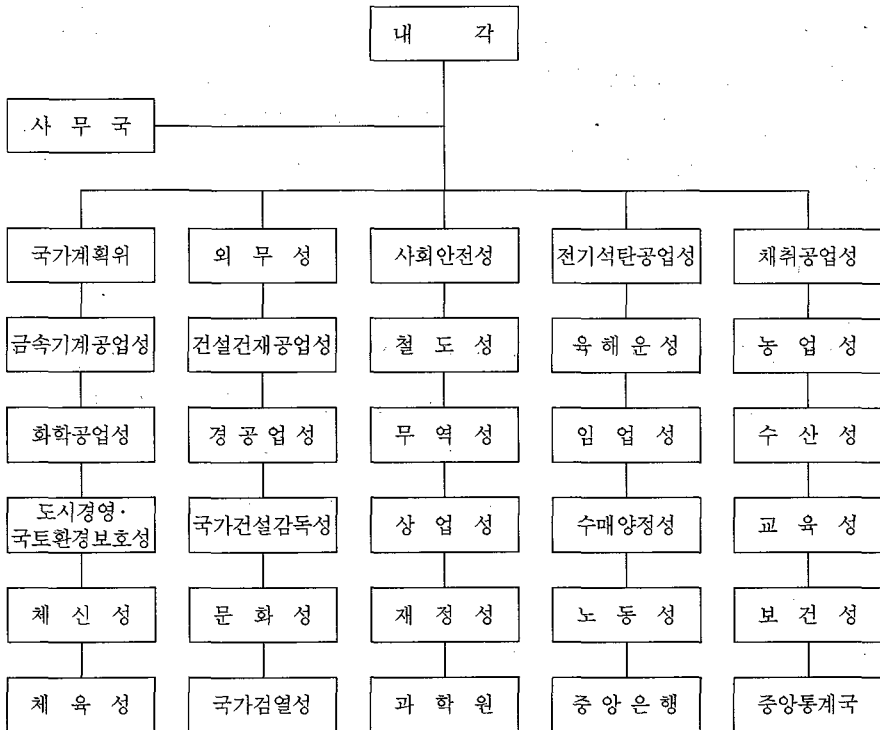 내 각
사 무 국
국가계획위
외 무 성
사회안전성
전기석탄공업성
채취공업성
금속기계공업성
건설건재공업성
철 도 성
육 해 운 성
농 업 성
화학공업성
경 공 업 성
무 역 성
임 업 성
수 산 성
도시경영·
국토환경보호성
국가건설감독성
상 업 성
수매양정성
교 육 성
체 신 성
문 화 성
재 정 성
노 동 성
보 건 성
체 육 성
국가검열성
과 학 원
중 앙 은 행
중앙통계국